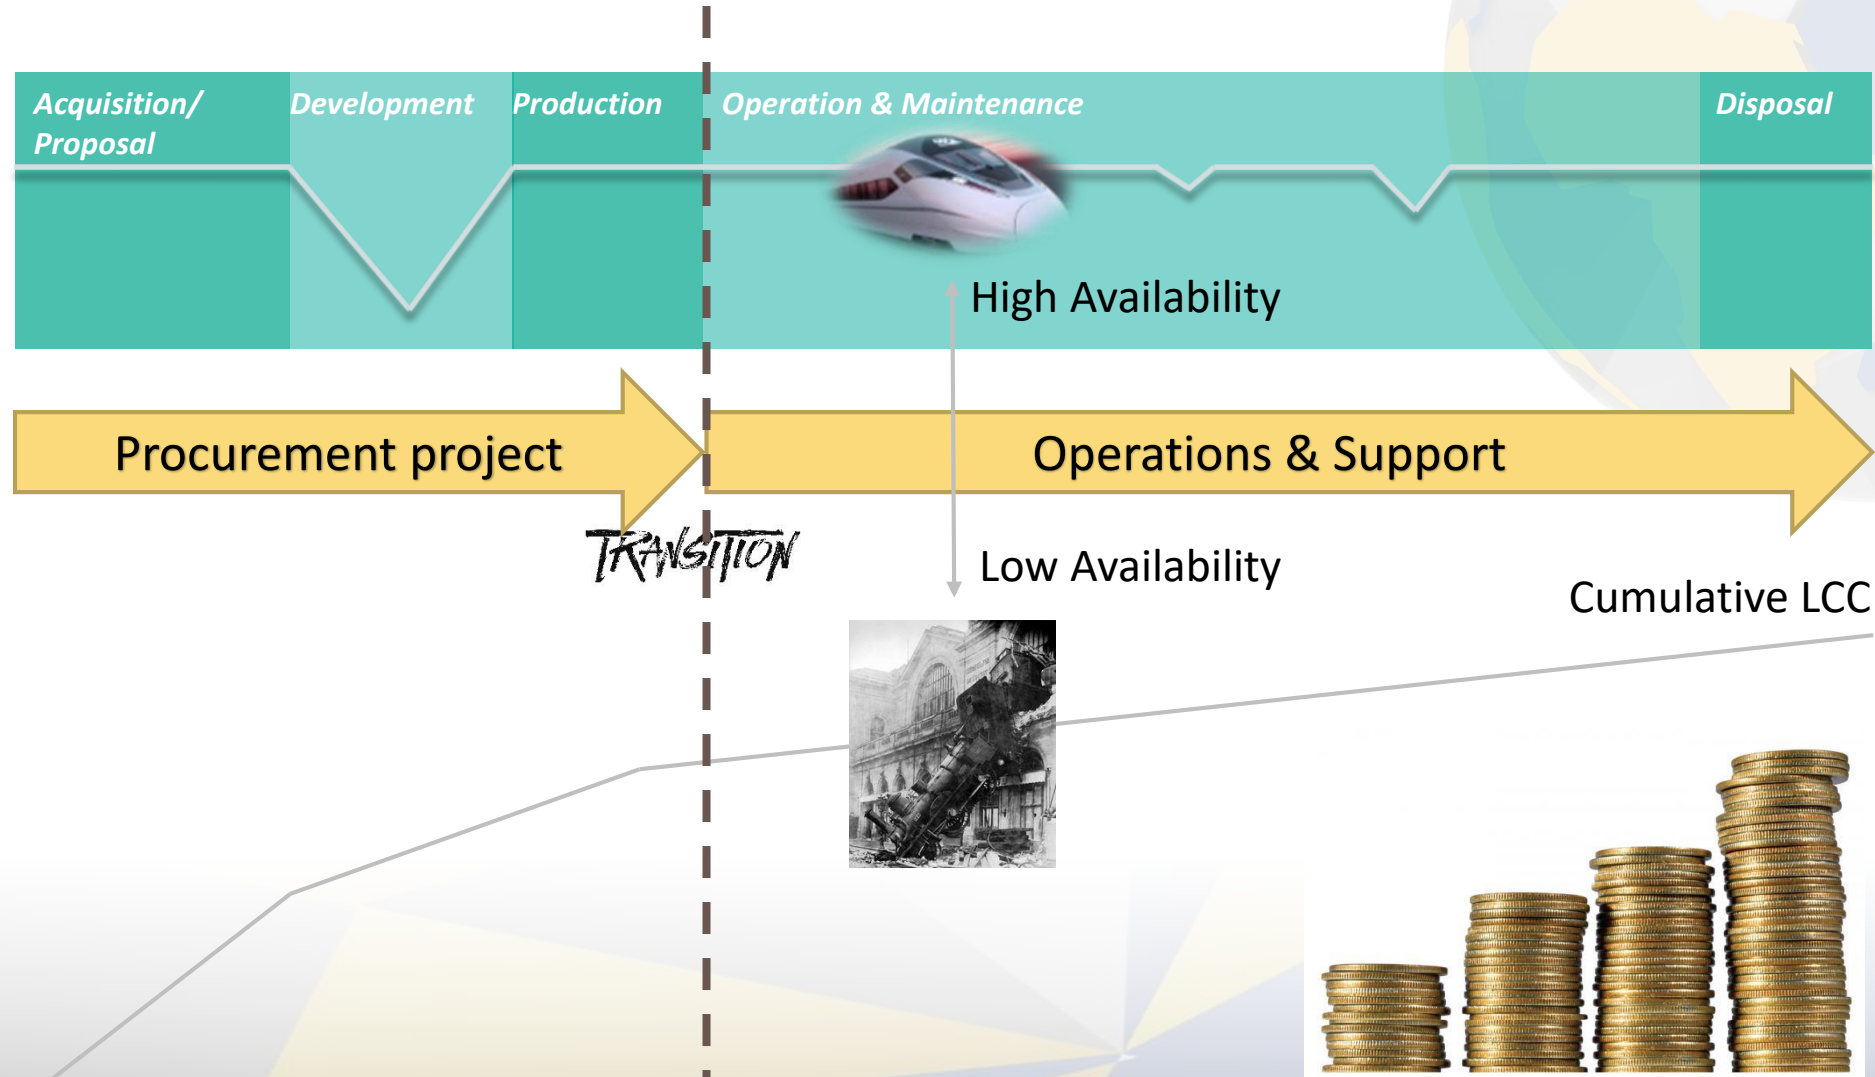 Acquisition/
Proposal
Development
Production
Operation & Maintenance
Disposal
High Availability
Procurement project
Operations & Support
TRANSITION
Low Availability
Cumulative LCC